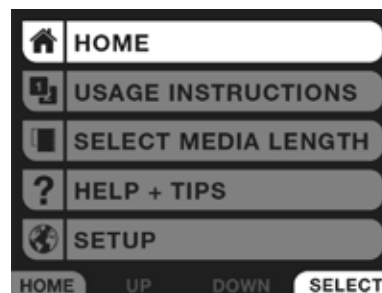 HOME
USAGE INSTRUCTIONS
SELECT MEDIA LENGTH
? HELP + TIPS
SETUP
HOME UP DOWN SELECT